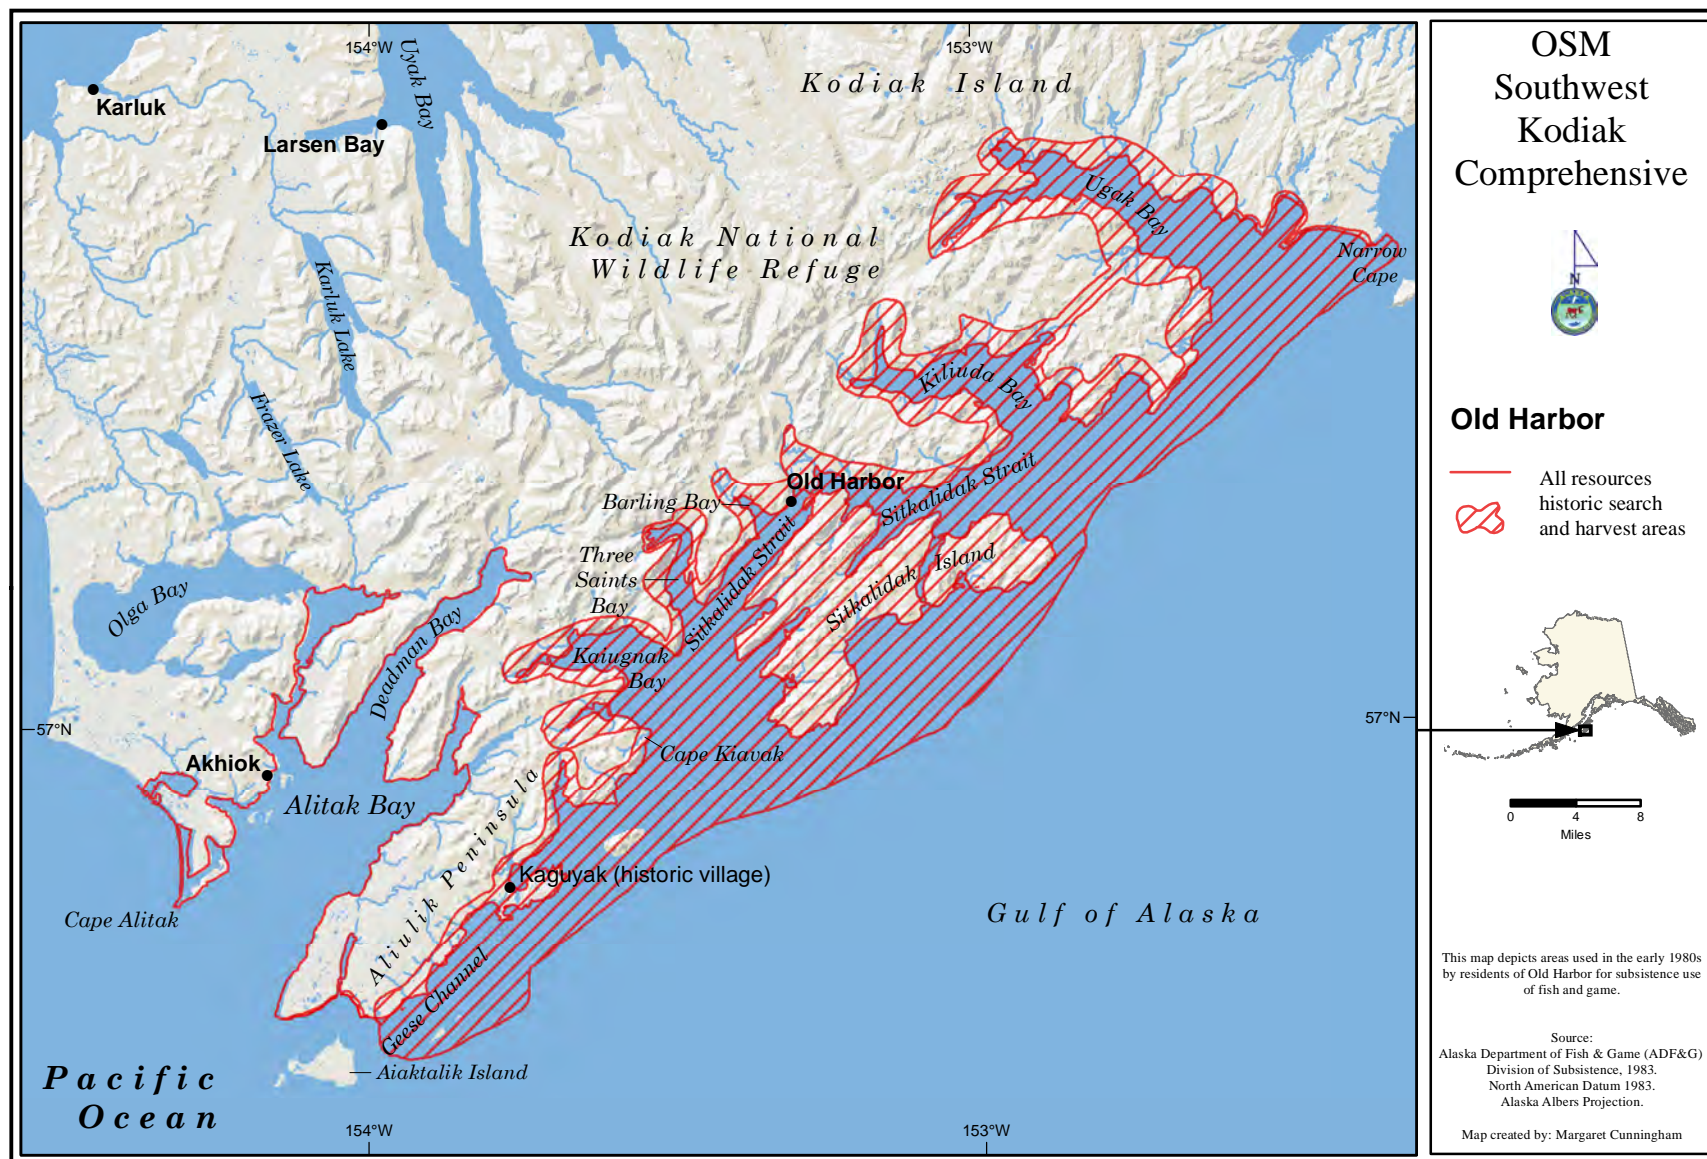 154°W
153°W
Uyak Bay
Kodiak Island
Karluk
Larsen Bay
Ugak Bay
Kodiak National
Wildlife Refuge
Narrow
Cape
Karluk Lake
Kiliuda Bay
Frazer Lake
Old Harbor
Sitkalidak Strait
Barling Bay
Three
Saints
Bay
Sitkalidak Strait
Sitkalidak Island
Olga Bay
Deadman Bay
Kaiugnak
Bay
57°N
57°N
Cape Kiavak
Akhiok
Alitak Bay
Aliulik Peninsula
Kaguyak (historic village)
Cape Alitak
Gulf of Alaska
Geese Channel
Aiaktalik Island
Pacific
Ocean
154°W
153°W
OSM
Southwest
Kodiak
Comprehensive
N
Old Harbor
All resources
historic search
and harvest areas
0 4 8
Miles
This map depicts areas used in the early 1980s
by residents of Old Harbor for subsistence use
of fish and game.
Source:
Alaska Department of Fish & Game (ADF&G)
Division of Subsistence, 1983.
North American Datum 1983.
Alaska Albers Projection.
Map created by: Margaret Cunningham